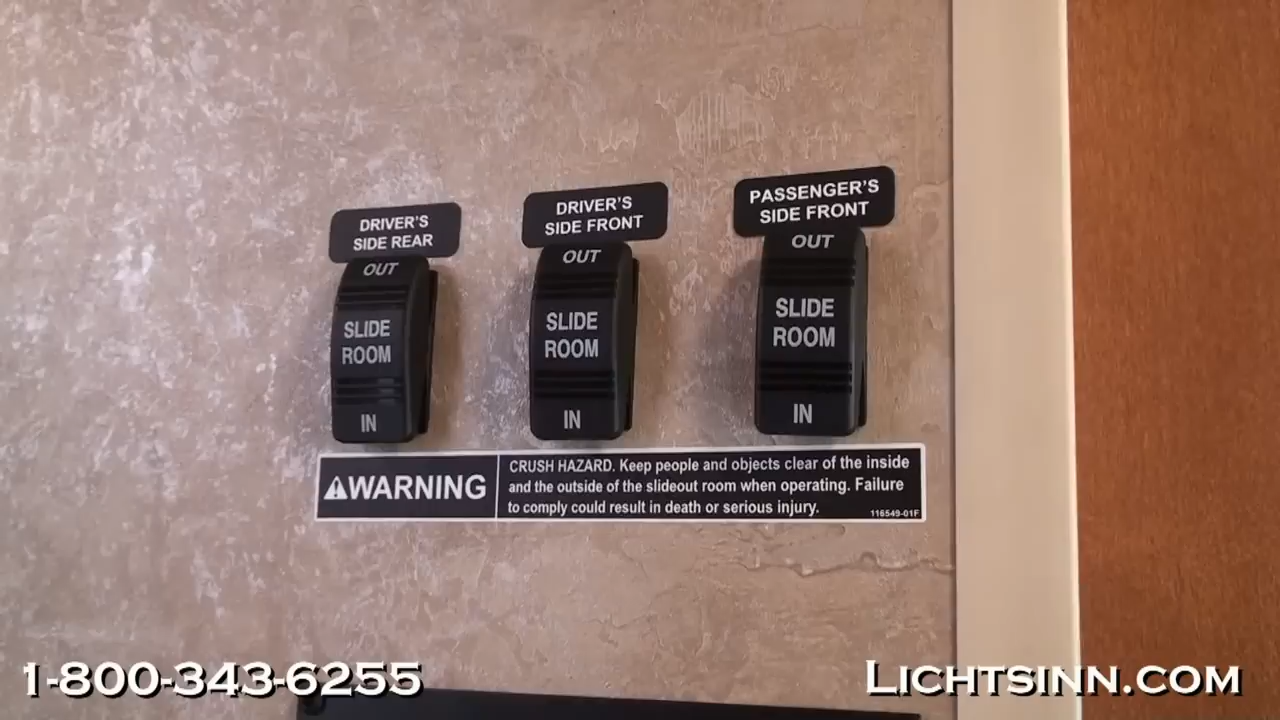 DRIVER'S
SIDE REAR
OUT
SLIDE
ROOM
IN
DRIVER'S
SIDE FRONT
OUT
SLIDE
ROOM
IN
PASSENGER'S
SIDE FRONT
OUT
SLIDE
ROOM
IN
WARNING
CRUSH HAZARD. Keep people and objects clear of the inside
and the outside of the slideout room when operating. Failure
to comply could result in death or serious injury.
116549-01F
1-800-343-6255
LICHTSINN.COM